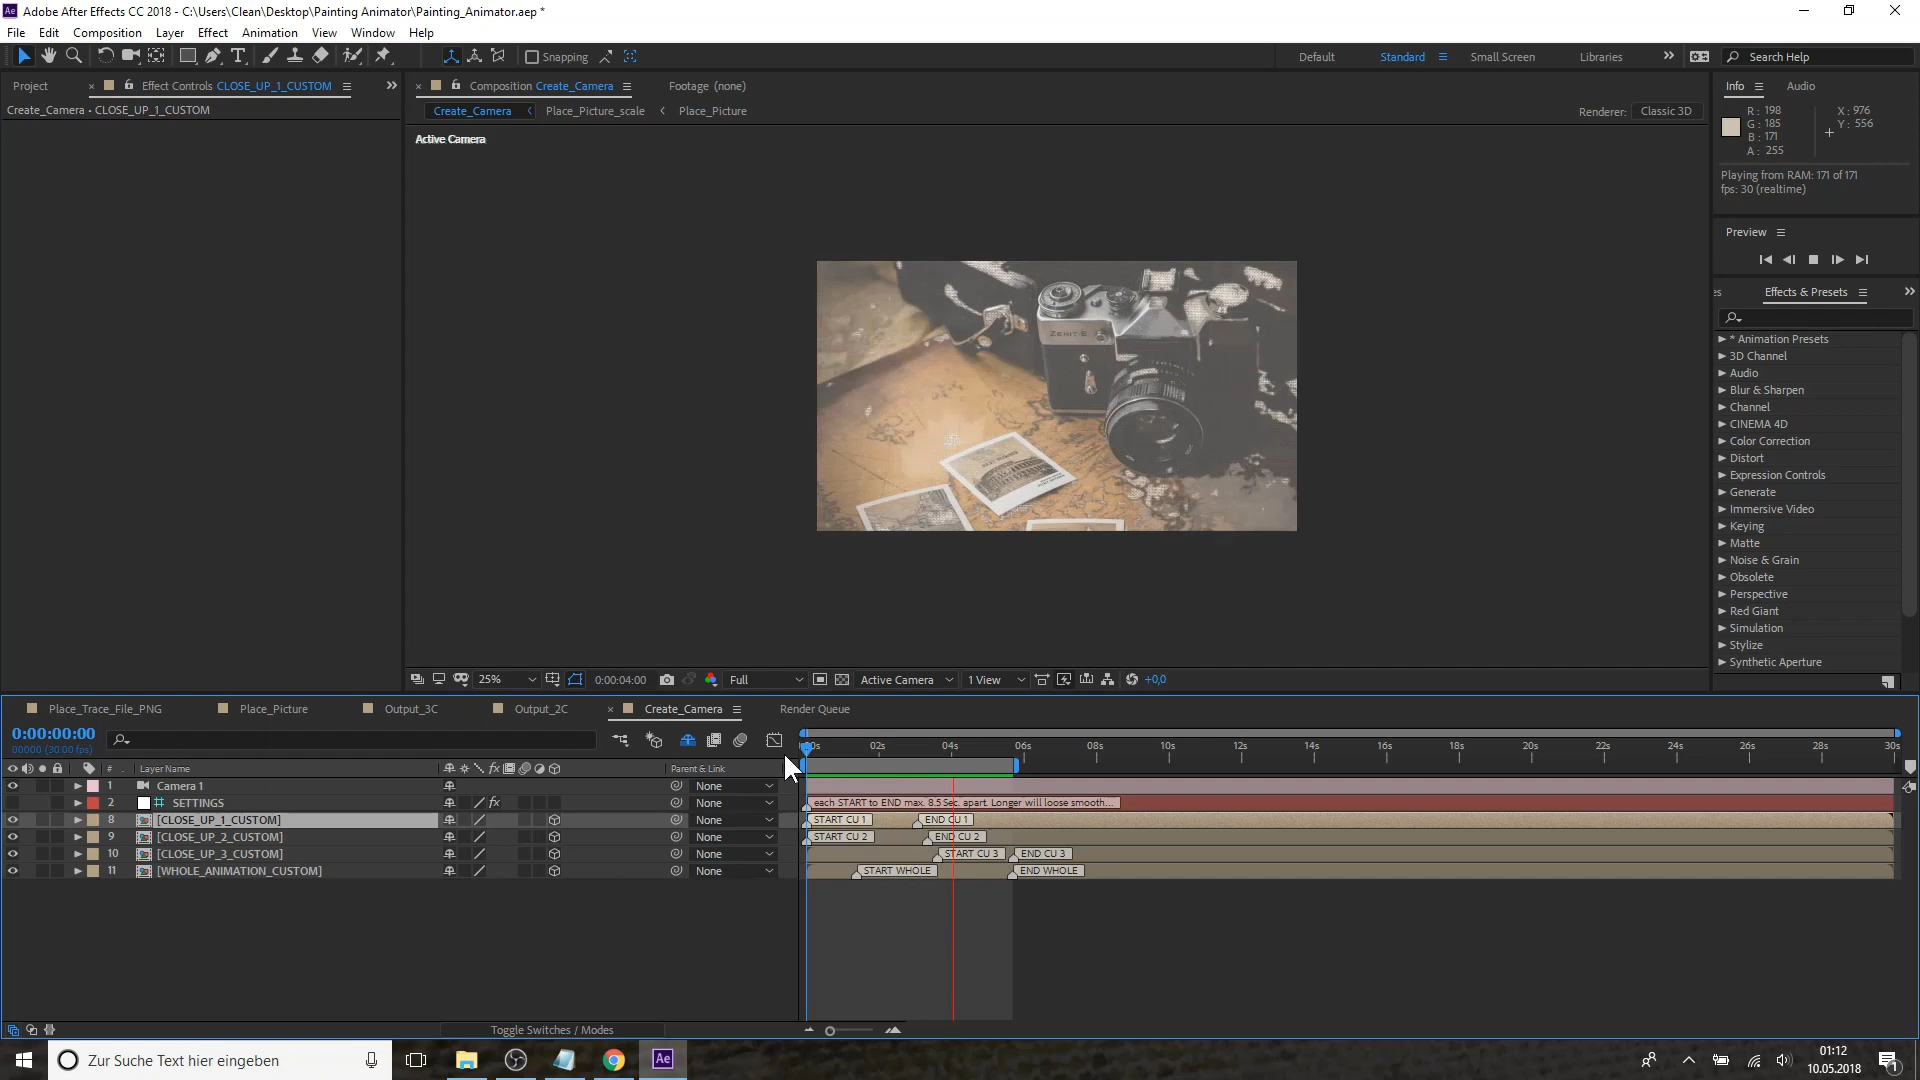 Adobe After Effects CC 2018 - C:\Users\Clean\Desktop\Painting Animator\Painting_Animator.aep *
File Edit Composition Layer Effect Animation View Window Help
Snapping
Default Standard Small Screen Libraries Search Help
Project Effect Controls CLOSE_UP_1_CUSTOM
Create_Camera • CLOSE_UP_1_CUSTOM
Composition Create_Camera Footage (none)
Create_Camera Place_Picture_scale Place_Picture
Renderer: Classic 3D
Active Camera
ZENIT-E
Info Audio
R: 198 X: 976
G: 185 Y: 556
B: 171
A: 255
Playing from RAM: 171 of 171
fps: 30 (realtime)
Preview
Effects & Presets
* Animation Presets
3D Channel
Audio
Blur & Sharpen
Channel
CINEMA 4D
Color Correction
Distort
Expression Controls
Generate
Immersive Video
Keying
Matte
Noise & Grain
Obsolete
Perspective
Red Giant
Simulation
Stylize
Synthetic Aperture
25% 0:00:04:00 Full Active Camera 1 View +0,0
Place_Trace_File_PNG Place_Picture Output_3C Output_2C Create_Camera Render Queue
0:00:00:00
00000 (30.00 fps)
# Layer Name Parent & Link
02s 04s 06s 08s 10s 12s 14s 16s 18s 20s 22s 24s 26s 28s 30s
1 Camera 1 None
2 SETTINGS None each START to END max. 8.5 Sec. apart. Longer will loose smooth...
8 [CLOSE_UP_1_CUSTOM] None START CU 1 END CU 1
9 [CLOSE_UP_2_CUSTOM] None START CU 2 END CU 2
10 [CLOSE_UP_3_CUSTOM] None START CU 3 END CU 3
11 [WHOLE_ANIMATION_CUSTOM] None START WHOLE END WHOLE
Toggle Switches / Modes
Zur Suche Text hier eingeben
Ae
01:12
10.05.2018
1